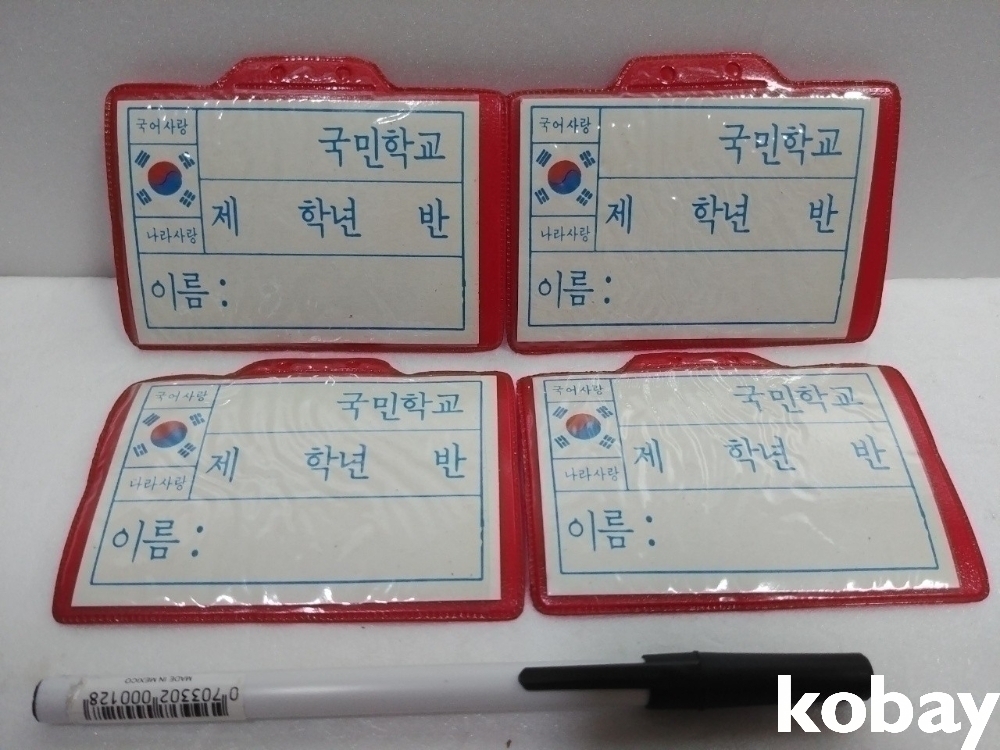 국어사랑
국민학교
나라사랑
제 학년 반
이름 :
국어사랑
국민학교
나라사랑
제 학년 반
이름 :
국어사랑
국민학교
다라사랑
제 학년 반
이름 :
국어사랑
국민학교
나라사랑
제 학년 반
이름 :
MADE IN MEXICO
0 703302 000128
kobay